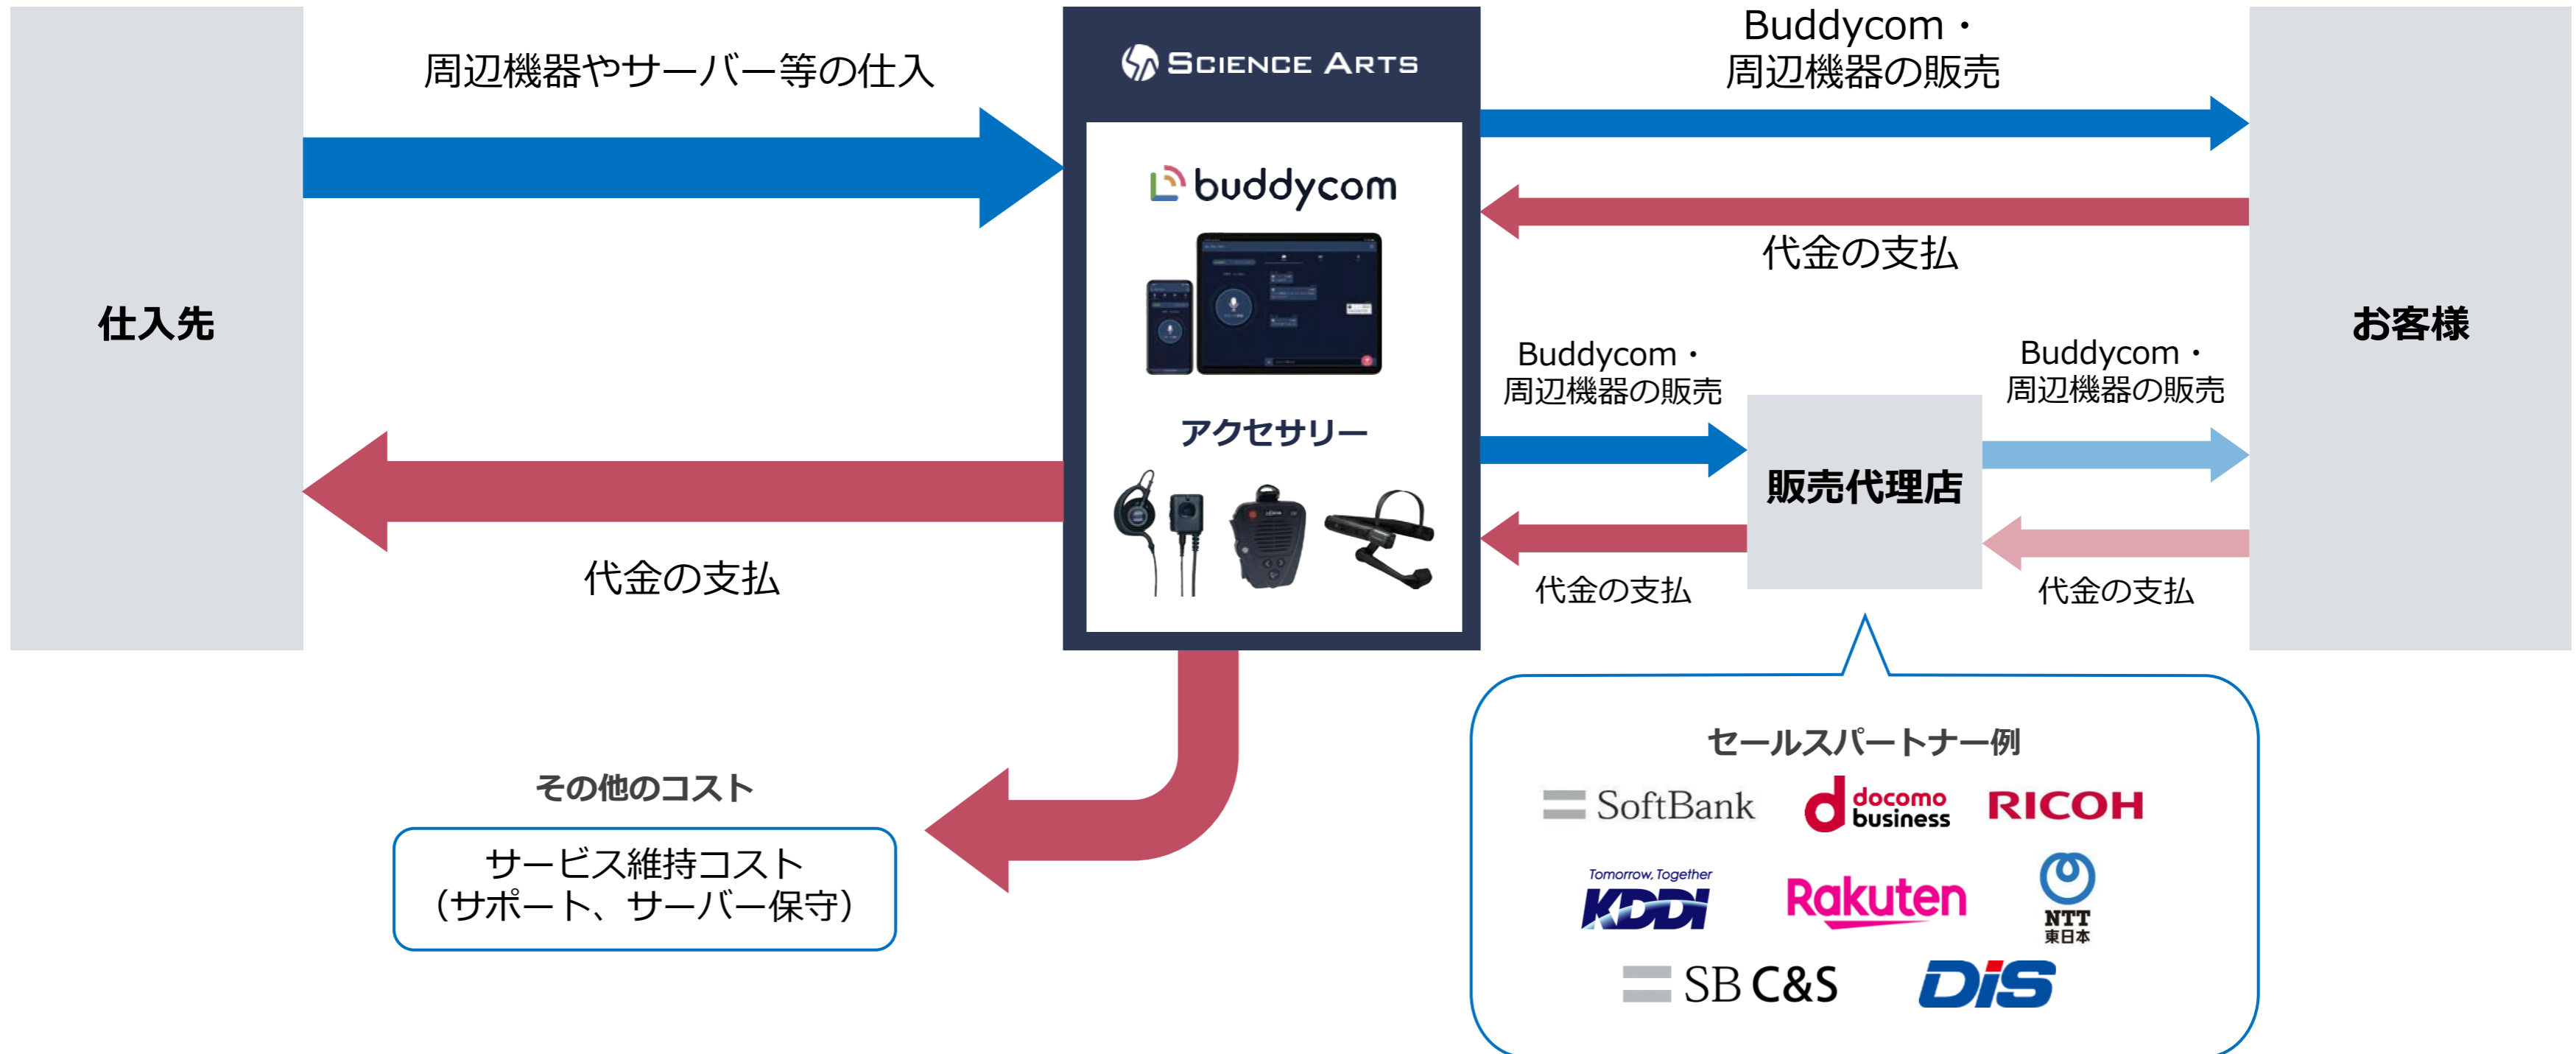 仕入先
周辺機器やサーバー等の仕入
代金の支払
SCIENCE ARTS
buddycom
アクセサリー
Buddycom・
周辺機器の販売
代金の支払
お客様
Buddycom・
周辺機器の販売
代金の支払
販売代理店
Buddycom・
周辺機器の販売
代金の支払
その他のコスト
サービス維持コスト
（サポート、サーバー保守）
セールスパートナー例
SoftBank
docomo
business
RICOH
Tomorrow, Together
KDDI
Rakuten
NTT
東日本
SB C&S
DiS